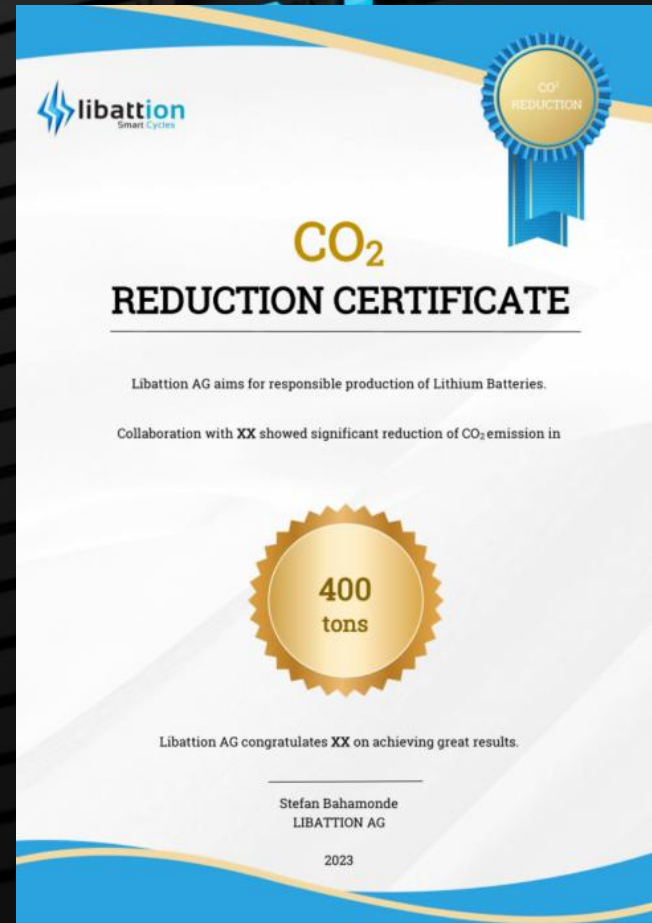 libattion
Smart Cycles
CO²
REDUCTION
CO₂
REDUCTION CERTIFICATE
Libattion AG aims for responsible production of Lithium Batteries.
Collaboration with XX showed significant reduction of CO₂ emission in
400
tons
Libattion AG congratulates XX on achieving great results.
Stefan Bahamonde
LIBATTION AG
2023